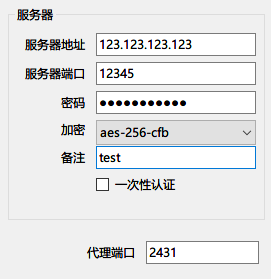 服务器
服务器地址 123.123.123.123
服务器端口 12345
密码 ●●●●●●●●●●●
加密 aes-256-cfb
备注 test
一次性认证
代理端口 2431